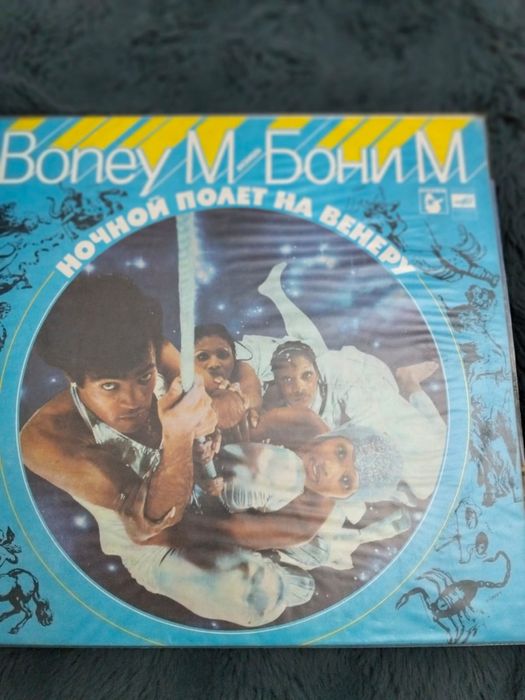 Boney M Бони М
НОЧНОЙ ПОЛЕТ НА ВЕНЕРУ